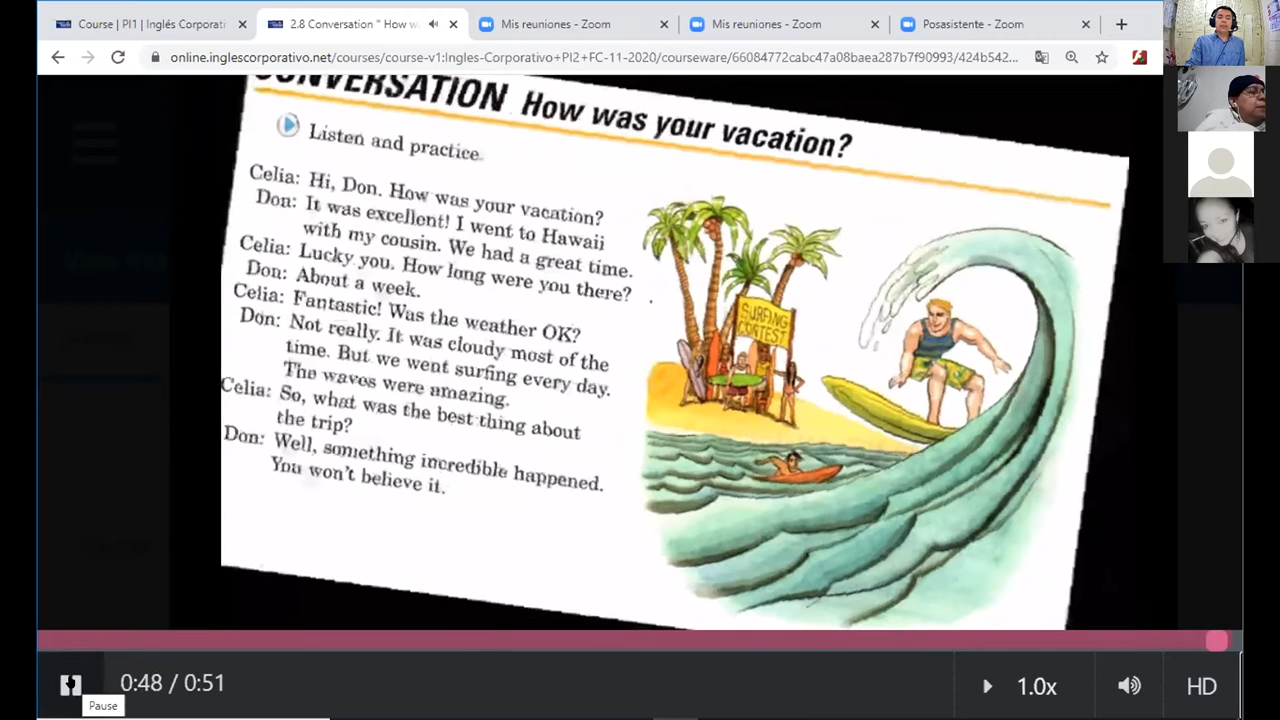 Course | PI1 | Inglés Corporati
2.8 Conversation " How w
Mis reuniones - Zoom
Mis reuniones - Zoom
Posasistente - Zoom
online.inglescorporativo.net/courses/course-v1:Ingles-Corporativo+PI2+FC-11-2020/courseware/66084772cabc47a08baea287b7f90993/424b542...
CONVERSATION How was your vacation?
Listen and practice
Celia: Hi, Don. How was your vacation?
Don: It was excellent! I went to Hawaii
with my cousin. We had a great time.
Celia: Lucky you. How long were you there?
Don: About a week.
Celia: Fantastic! Was the weather OK?
Don: Not really. It was cloudy most of the
time. But we went surfing every day.
The waves were amazing.
Celia: So, what was the best thing about
the trip?
Don: Well, something incredible happened.
You won't believe it.
SURFING
CONTEST
0:48 / 0:51
1.0x
HD
Pause